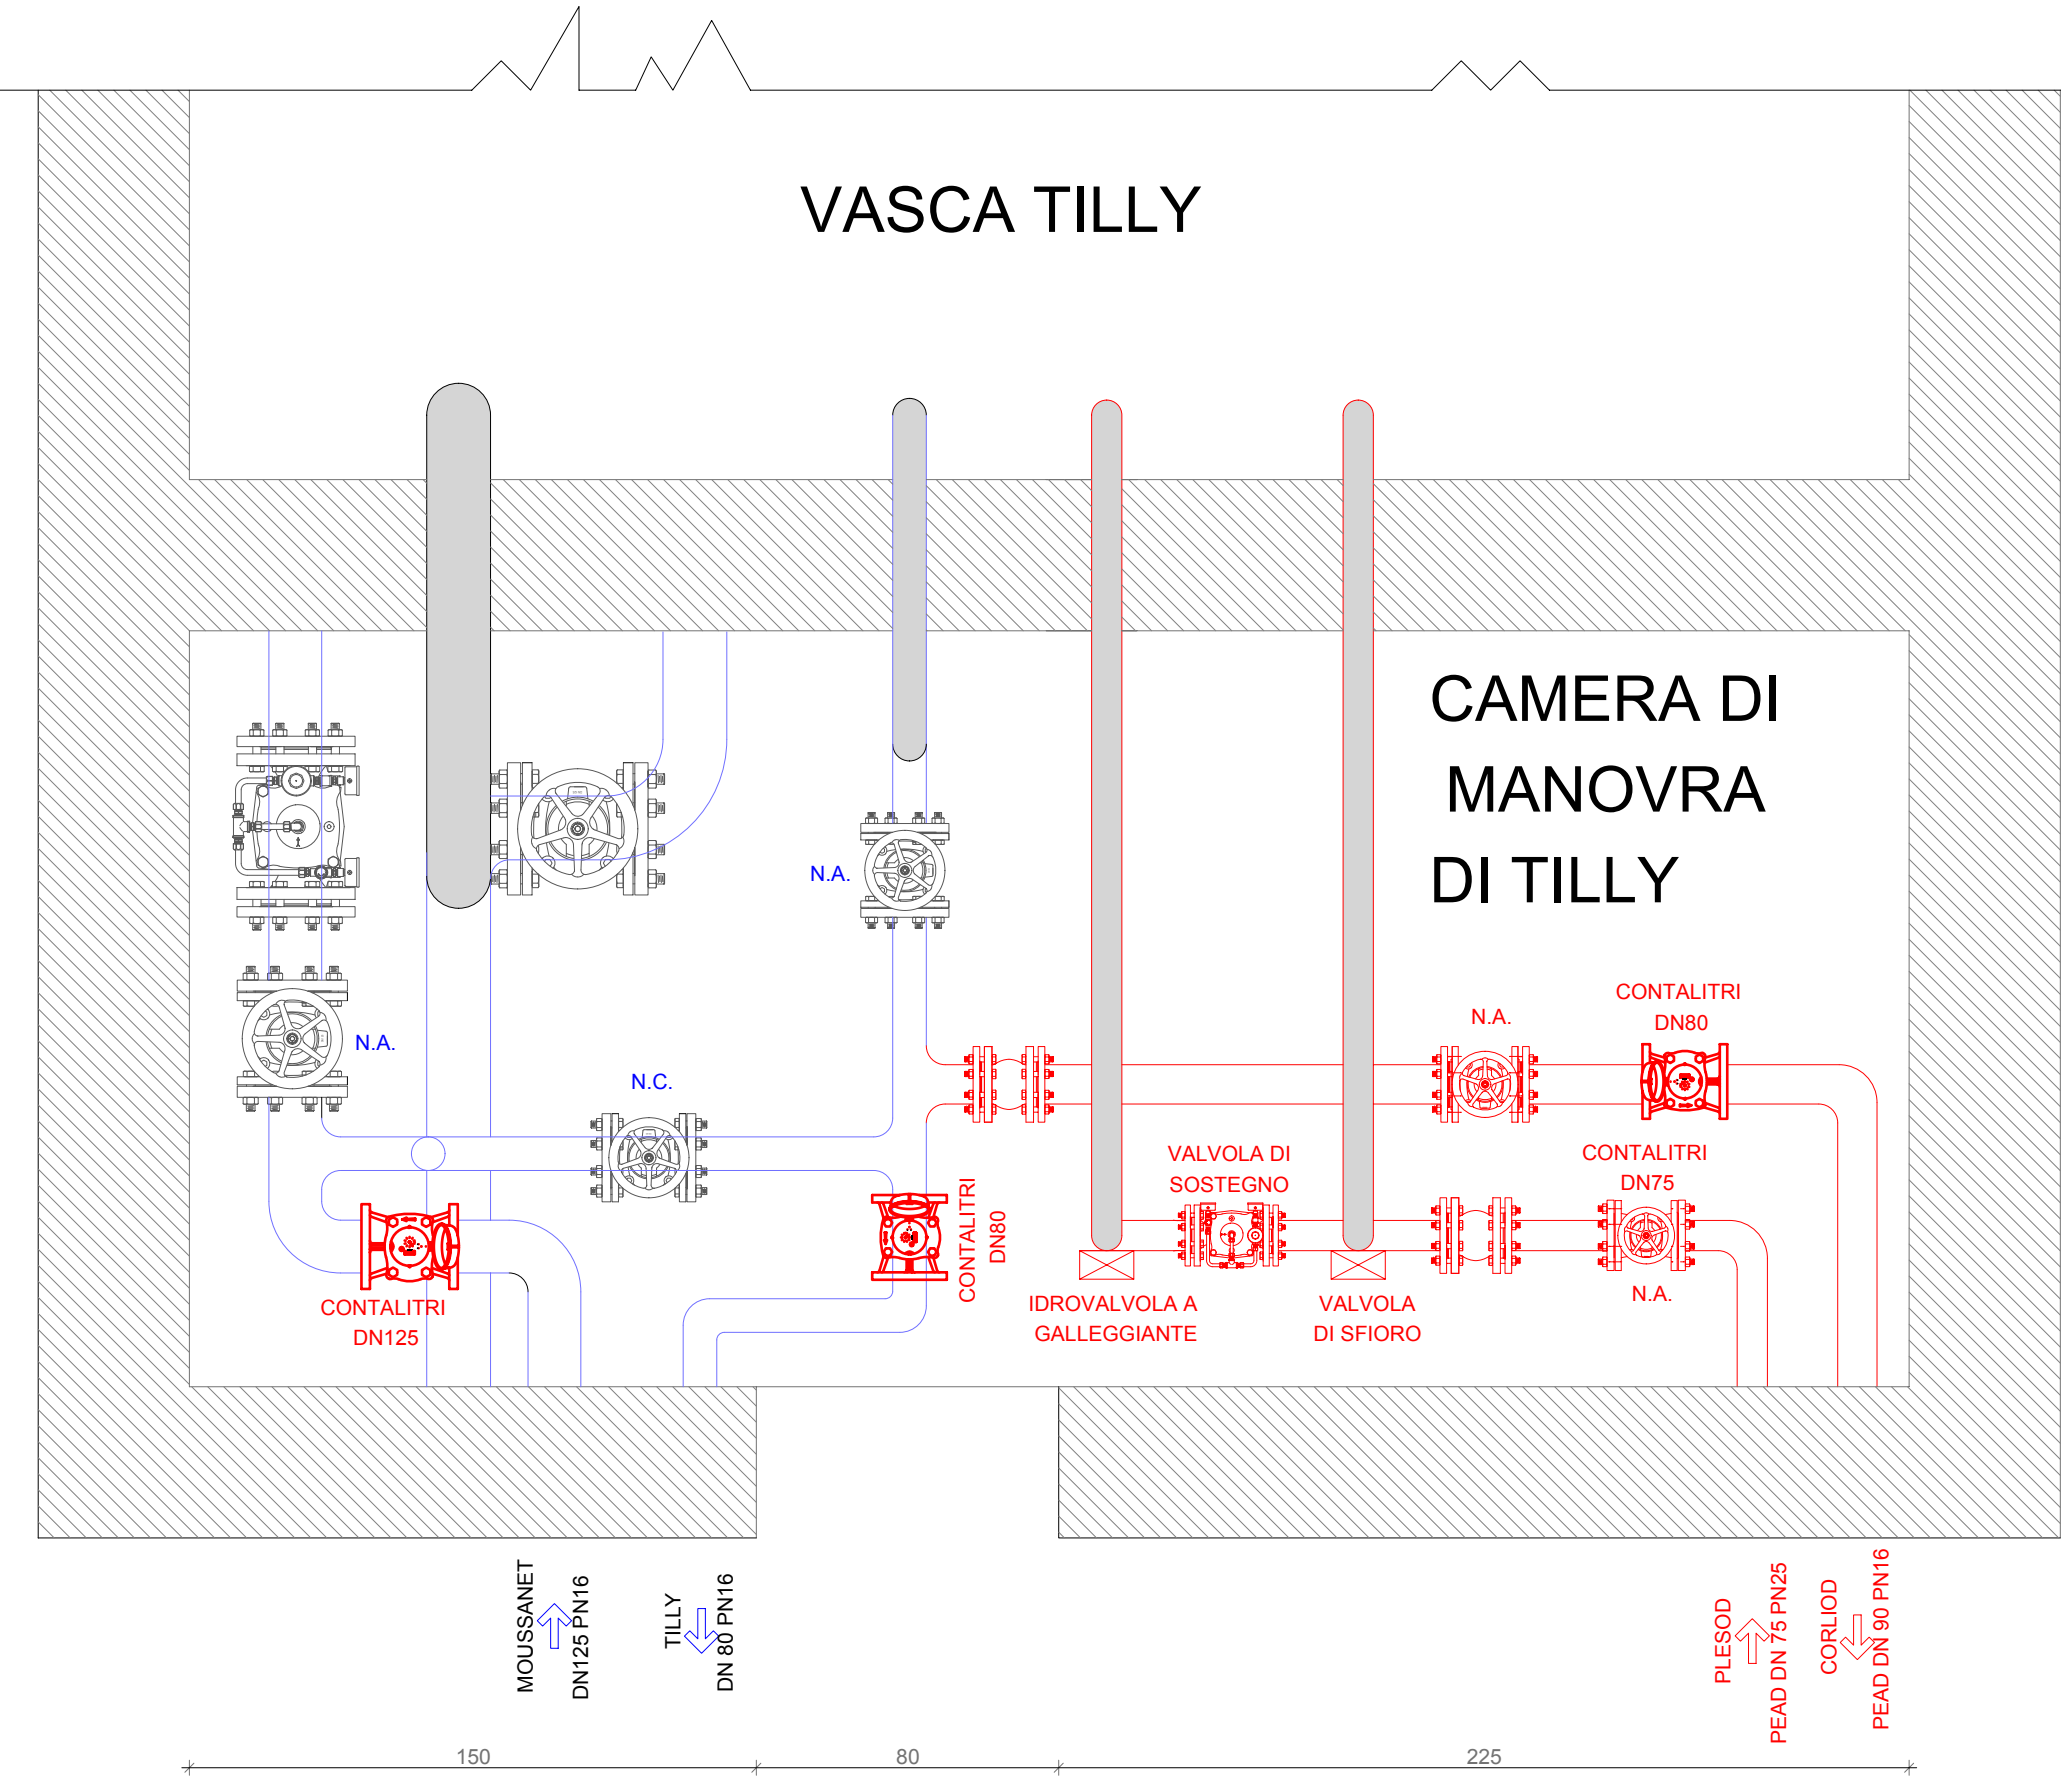 VASCA TILLY
CAMERA DI
MANOVRA
DI TILLY
N.A.
N.A.
N.C.
N.A.
CONTALITRI
DN80
VALVOLA DI
SOSTEGNO
CONTALITRI
DN75
CONTALITRI
DN80
N.A.
CONTALITRI
DN125
IDROVALVOLA A
GALLEGGIANTE
VALVOLA
DI SFIORO
MOUSSANET
DN125 PN16
TILLY
DN 80 PN16
PLESOD
PEAD DN 75 PN25
CORLIOD
PEAD DN 90 PN16
150
80
225